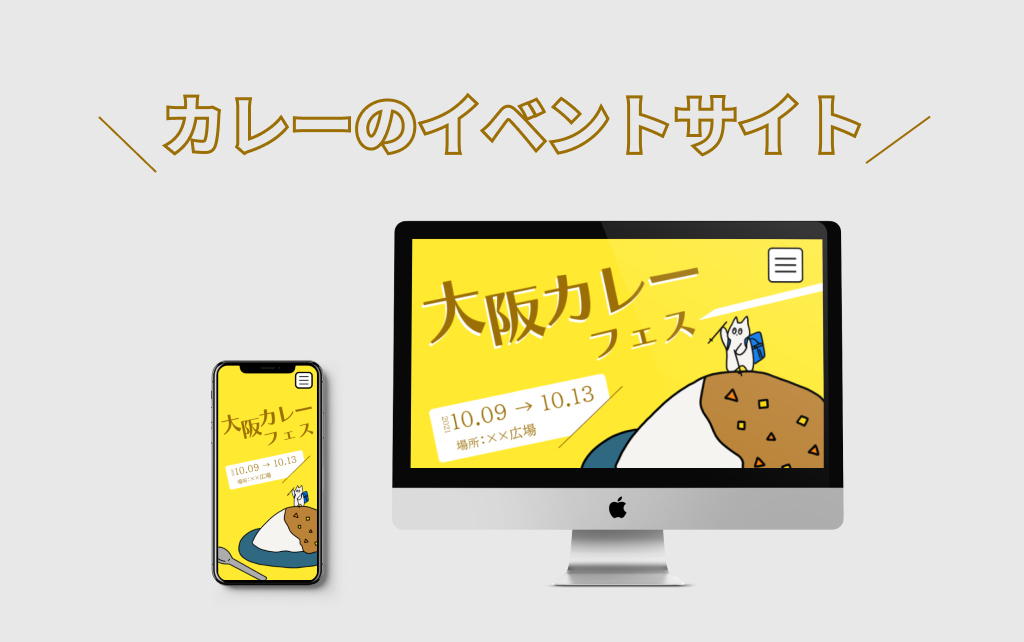 カレーのイベントサイト
大阪カレー
フェス
2021 10.09 → 10.13
場所：××広場
大阪カレー
フェス
2021 10.09 → 10.13
場所：××広場